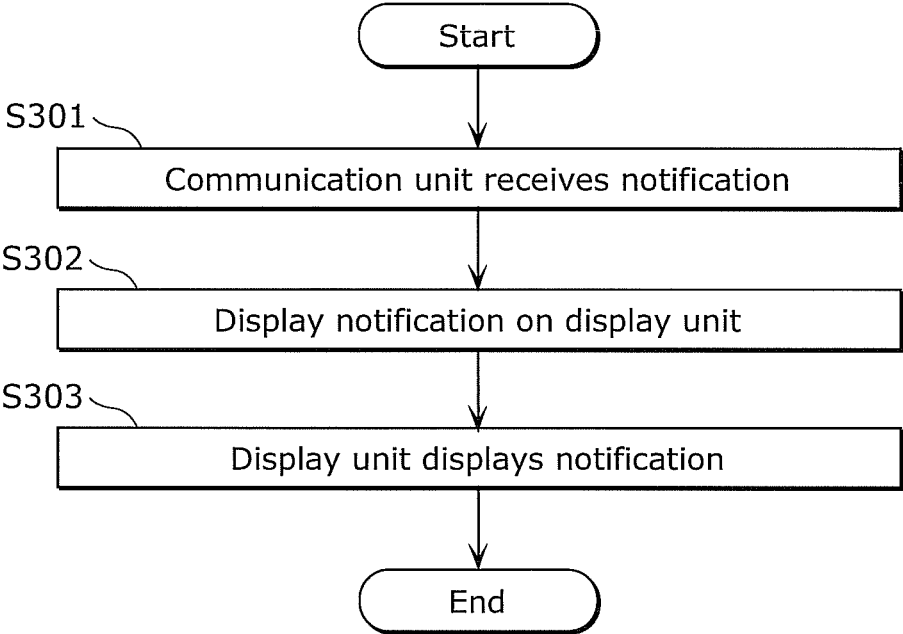 Start
S301
Communication unit receives notification
S302
Display notification on display unit
S303
Display unit displays notification
End